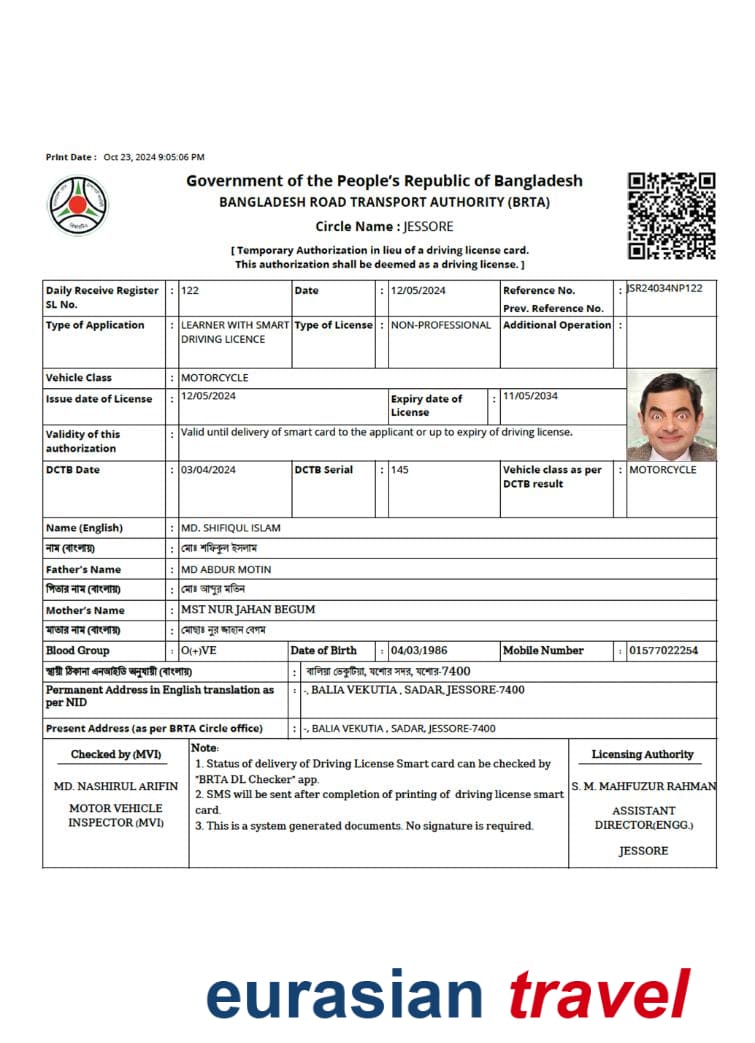 Print Date : Oct 23, 2024 9:05:06 PM
Government of the People's Republic of Bangladesh
BANGLADESH ROAD TRANSPORT AUTHORITY (BRTA)
Circle Name : JESSORE
[ Temporary Authorization in lieu of a driving license card.
This authorization shall be deemed as a driving license. ]
Daily Receive Register : 122 Date : 12/05/2024 Reference No. : JSR24034NP122
SL No. Prev. Reference No.
Type of Application : LEARNER WITH SMART Type of License : NON-PROFESSIONAL Additional Operation :
DRIVING LICENCE
Vehicle Class : MOTORCYCLE
Issue date of License : 12/05/2024 Expiry date of : 11/05/2034
License
Validity of this : Valid until delivery of smart card to the applicant or up to expiry of driving license.
authorization
DCTB Date : 03/04/2024 DCTB Serial : 145 Vehicle class as per : MOTORCYCLE
DCTB result
Name (English) : MD. SHIFIQUL ISLAM
নাম (বাংলায়) : মোঃ শফিকুল ইসলাম
Father's Name : MD ABDUR MOTIN
পিতার নাম (বাংলায়) : মোঃ আব্দুর মতিন
Mother's Name : MST NUR JAHAN BEGUM
মাতার নাম (বাংলায়) : মোছাঃ নুর জাহান বেগম
Blood Group : O(+)VE Date of Birth : 04/03/1986 Mobile Number : 01577022254
স্থায়ী ঠিকানা এনআইডি অনুযায়ী (বাংলায়) : বালিয়া ভেকুটিয়া, যশোর সদর, যশোর-7400
Permanent Address in English translation as : -, BALIA VEKUTIA , SADAR, JESSORE-7400
per NID
Present Address (as per BRTA Circle office) : -, BALIA VEKUTIA , SADAR, JESSORE-7400
Checked by (MVI)
MD. NASHIRUL ARIFIN
MOTOR VEHICLE
INSPECTOR (MVI)
Note:
1. Status of delivery of Driving License Smart card can be checked by
"BRTA DL Checker" app.
2. SMS will be sent after completion of printing of driving license smart
card.
3. This is a system generated documents. No signature is required.
Licensing Authority
S. M. MAHFUZUR RAHMAN
ASSISTANT
DIRECTOR(ENGG.)
JESSORE
eurasian travel